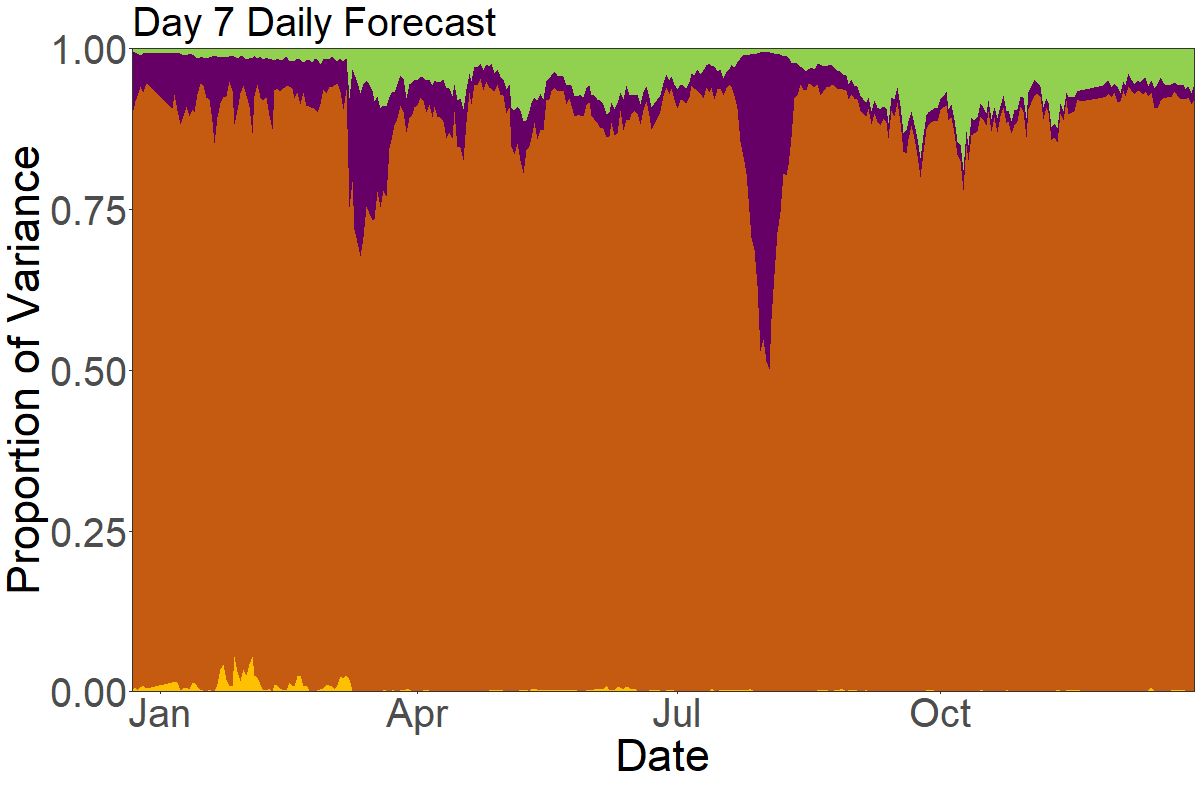 Day 7 Daily Forecast
Proportion of Variance
1.00
0.75
0.50
0.25
0.00
Jan Apr Jul Oct
Date